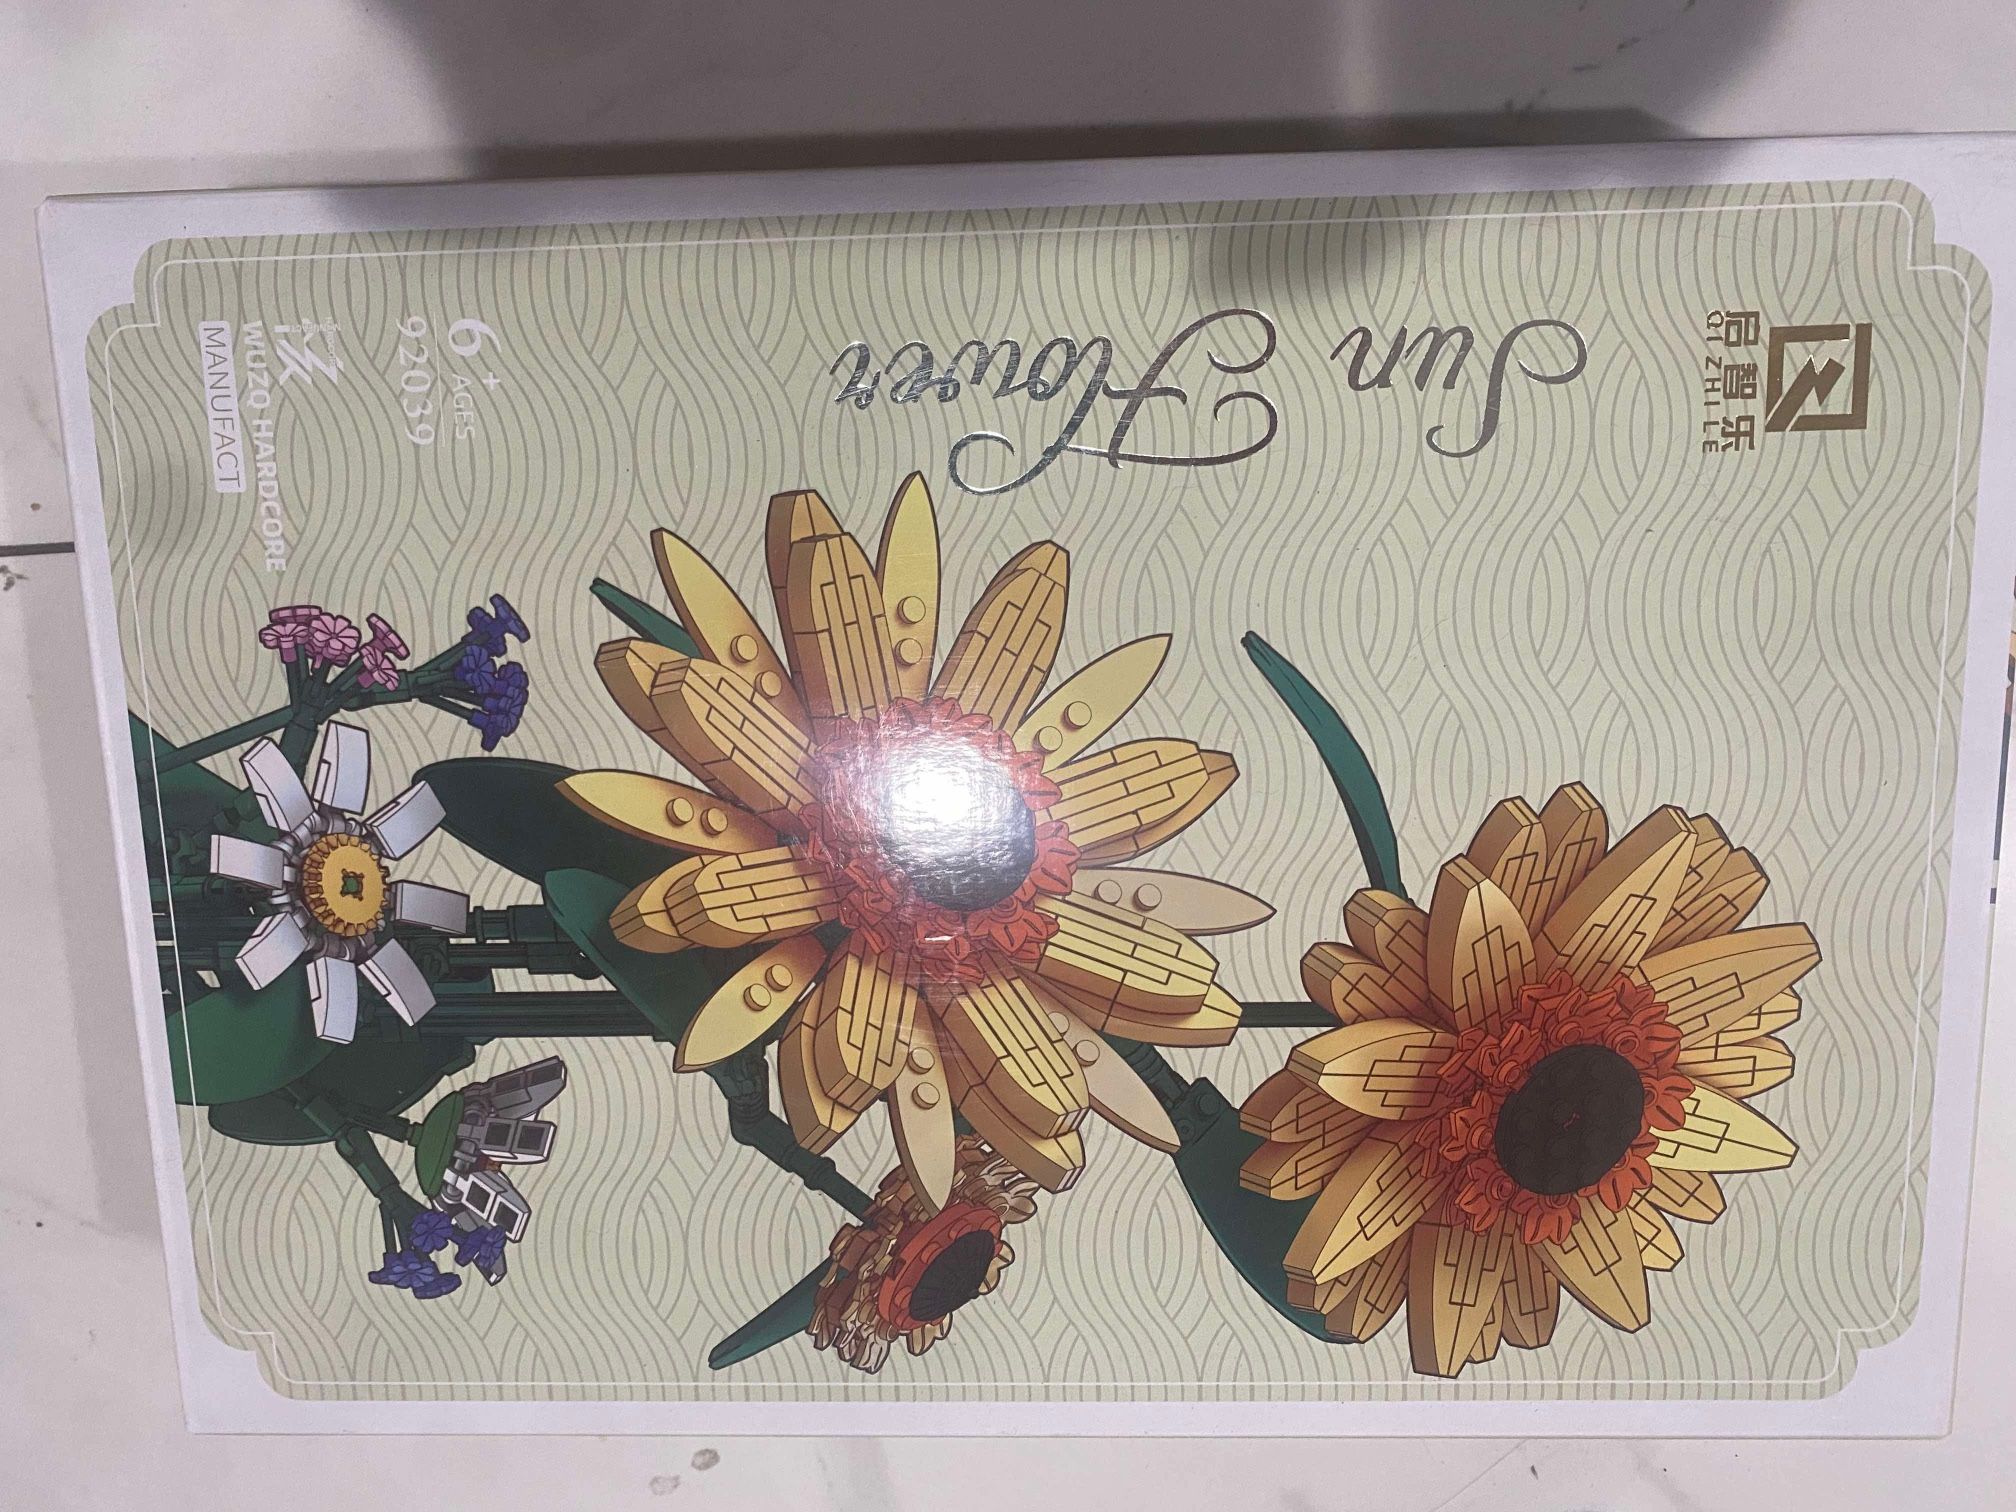 启智乐
QI ZHI LE
Sun
Flower
6+ AGES
92039
WUZQ HARDCORE
MANUFACT